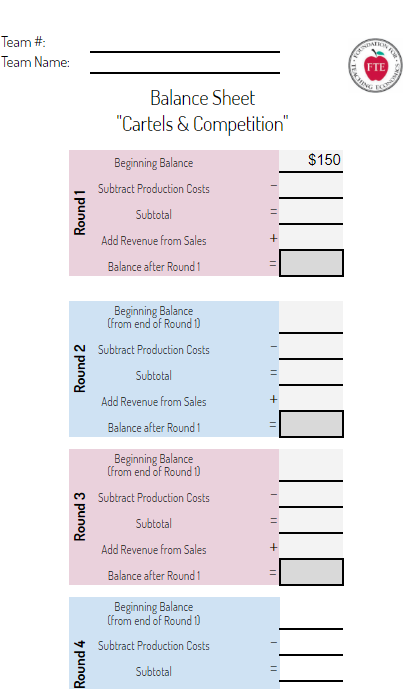 Team #:
Team Name:
FOUNDATION FOR
FTE
TEACHING ECONOMICS
Balance Sheet
"Cartels & Competition"
Round 1
Beginning Balance $150
Subtract Production Costs −
Subtotal =
Add Revenue from Sales +
Balance after Round 1 =
Round 2
Beginning Balance
(from end of Round 1)
Subtract Production Costs −
Subtotal =
Add Revenue from Sales +
Balance after Round 1 =
Round 3
Beginning Balance
(from end of Round 1)
Subtract Production Costs −
Subtotal =
Add Revenue from Sales +
Balance after Round 1 =
Round 4
Beginning Balance
(from end of Round 1)
Subtract Production Costs −
Subtotal =